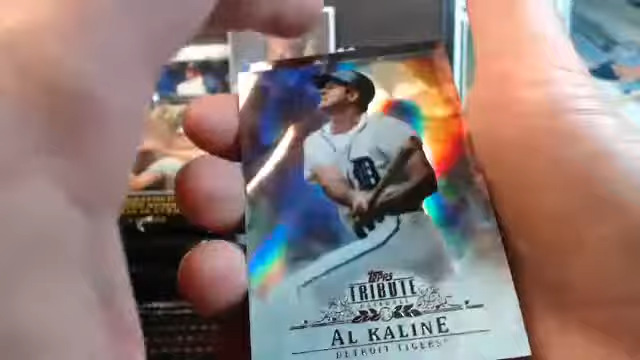 D
TOPPS
TRIBUTE
BASEBALL
AL KALINE
DETROIT TIGERS